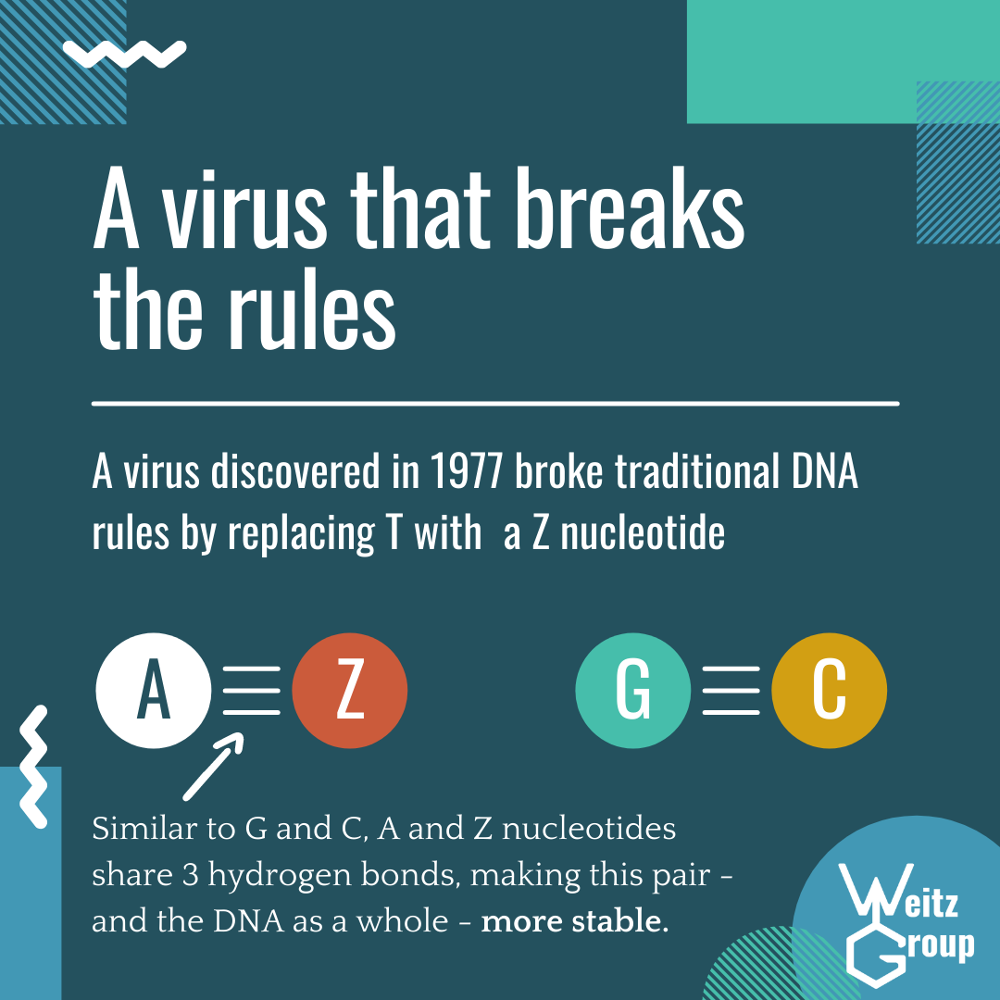 A virus that breaks
the rules
A virus discovered in 1977 broke traditional DNA
rules by replacing T with  a Z nucleotide
A Z G C
Similar to G and C, A and Z nucleotides
share 3 hydrogen bonds, making this pair –
and the DNA as a whole – more stable.
Weitz
Group